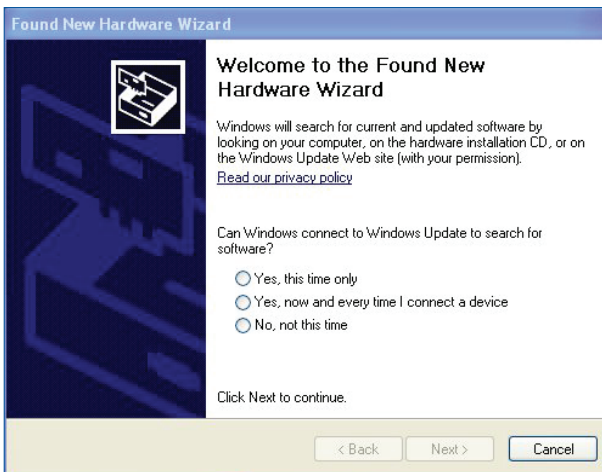 Found New Hardware Wizard
Welcome to the Found New
Hardware Wizard
Windows will search for current and updated software by
looking on your computer, on the hardware installation CD, or on
the Windows Update Web site (with your permission).
Read our privacy policy
Can Windows connect to Windows Update to search for
software?
Yes, this time only
Yes, now and every time I connect a device
No, not this time
Click Next to continue.
< Back Next > Cancel